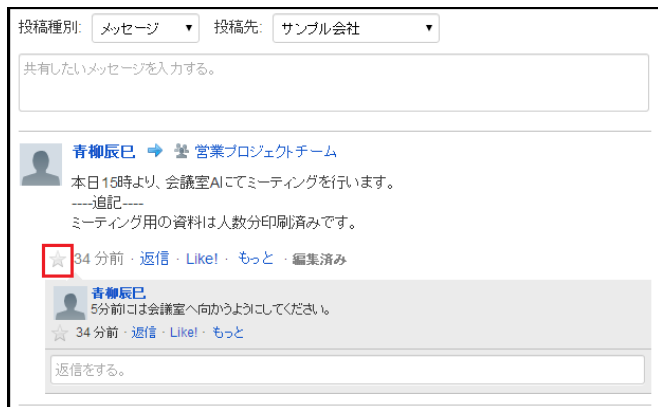 投稿種別: メッセージ 投稿先: サンプル会社
共有したいメッセージを入力する。
青柳辰巳 営業プロジェクトチーム
本日15時より、会議室AIにてミーティングを行います。
----追記----
ミーティング用の資料は人数分印刷済みです。
34 分前 · 返信 · Like! · もっと · 編集済み
青柳辰巳
5分前には会議室へ向かうようにしてください。
34 分前 · 返信 · Like! · もっと
返信をする。